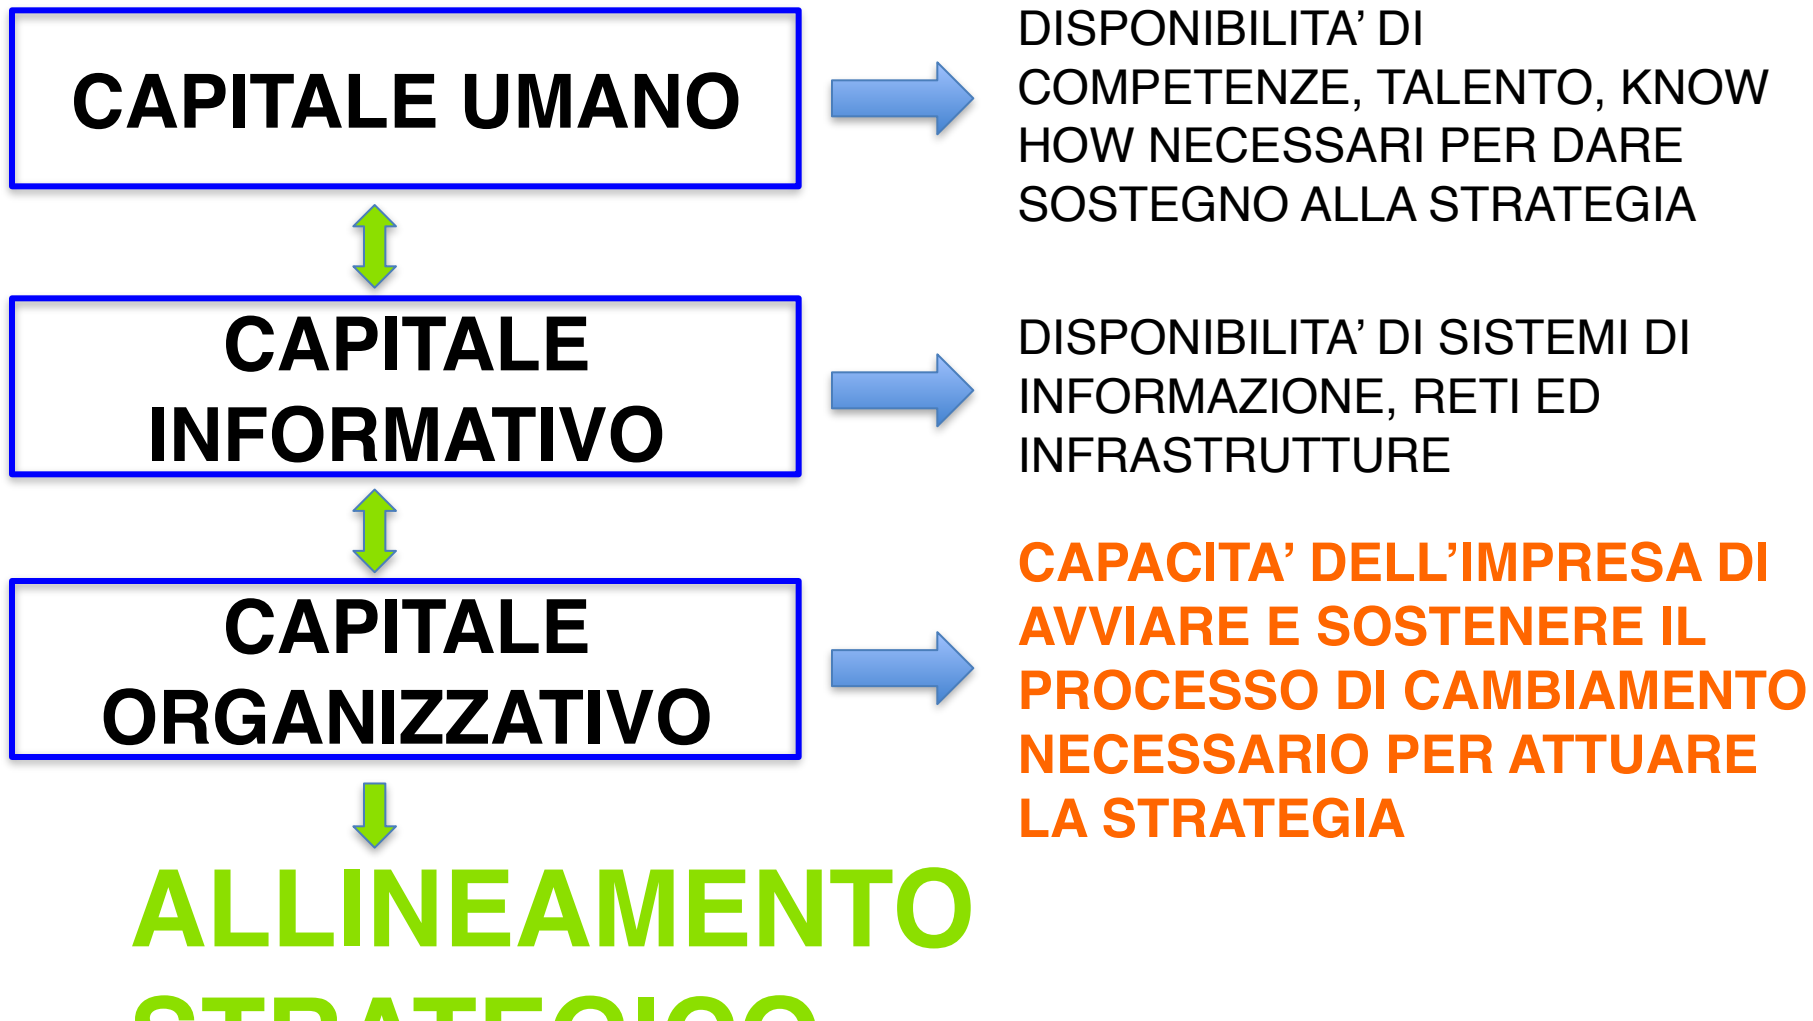 CAPITALE UMANO
DISPONIBILITA’ DI
COMPETENZE, TALENTO, KNOW
HOW NECESSARI PER DARE
SOSTEGNO ALLA STRATEGIA
CAPITALE
INFORMATIVO
DISPONIBILITA’ DI SISTEMI DI
INFORMAZIONE, RETI ED
INFRASTRUTTURE
CAPITALE
ORGANIZZATIVO
CAPACITA’ DELL’IMPRESA DI
AVVIARE E SOSTENERE IL
PROCESSO DI CAMBIAMENTO
NECESSARIO PER ATTUARE
LA STRATEGIA
ALLINEAMENTO
STRATEGICO